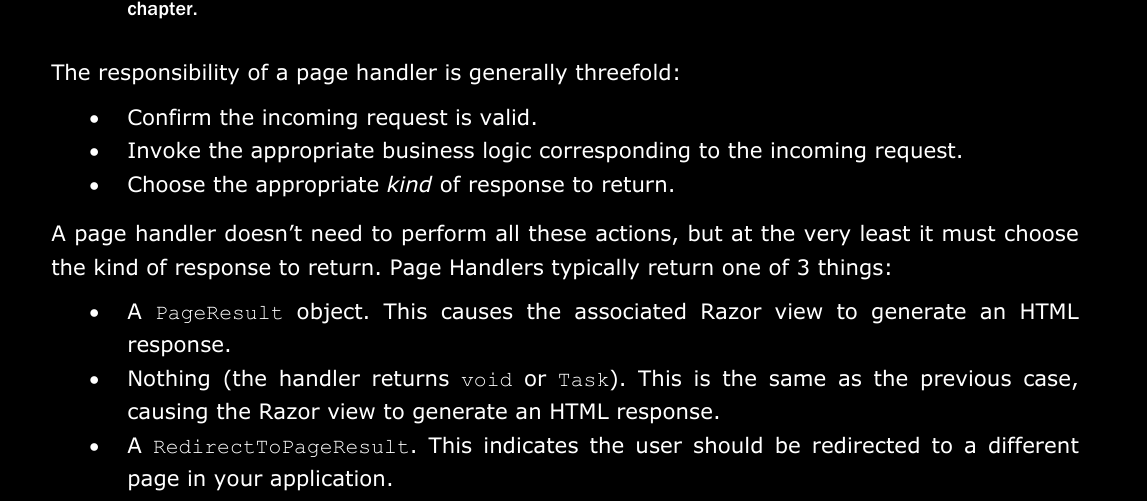 chapter.
The responsibility of a page handler is generally threefold:
• Confirm the incoming request is valid.
• Invoke the appropriate business logic corresponding to the incoming request.
• Choose the appropriate kind of response to return.
A page handler doesn’t need to perform all these actions, but at the very least it must choose
the kind of response to return. Page Handlers typically return one of 3 things:
• A PageResult object. This causes the associated Razor view to generate an HTML
response.
• Nothing (the handler returns void or Task). This is the same as the previous case,
causing the Razor view to generate an HTML response.
• A RedirectToPageResult. This indicates the user should be redirected to a different
page in your application.